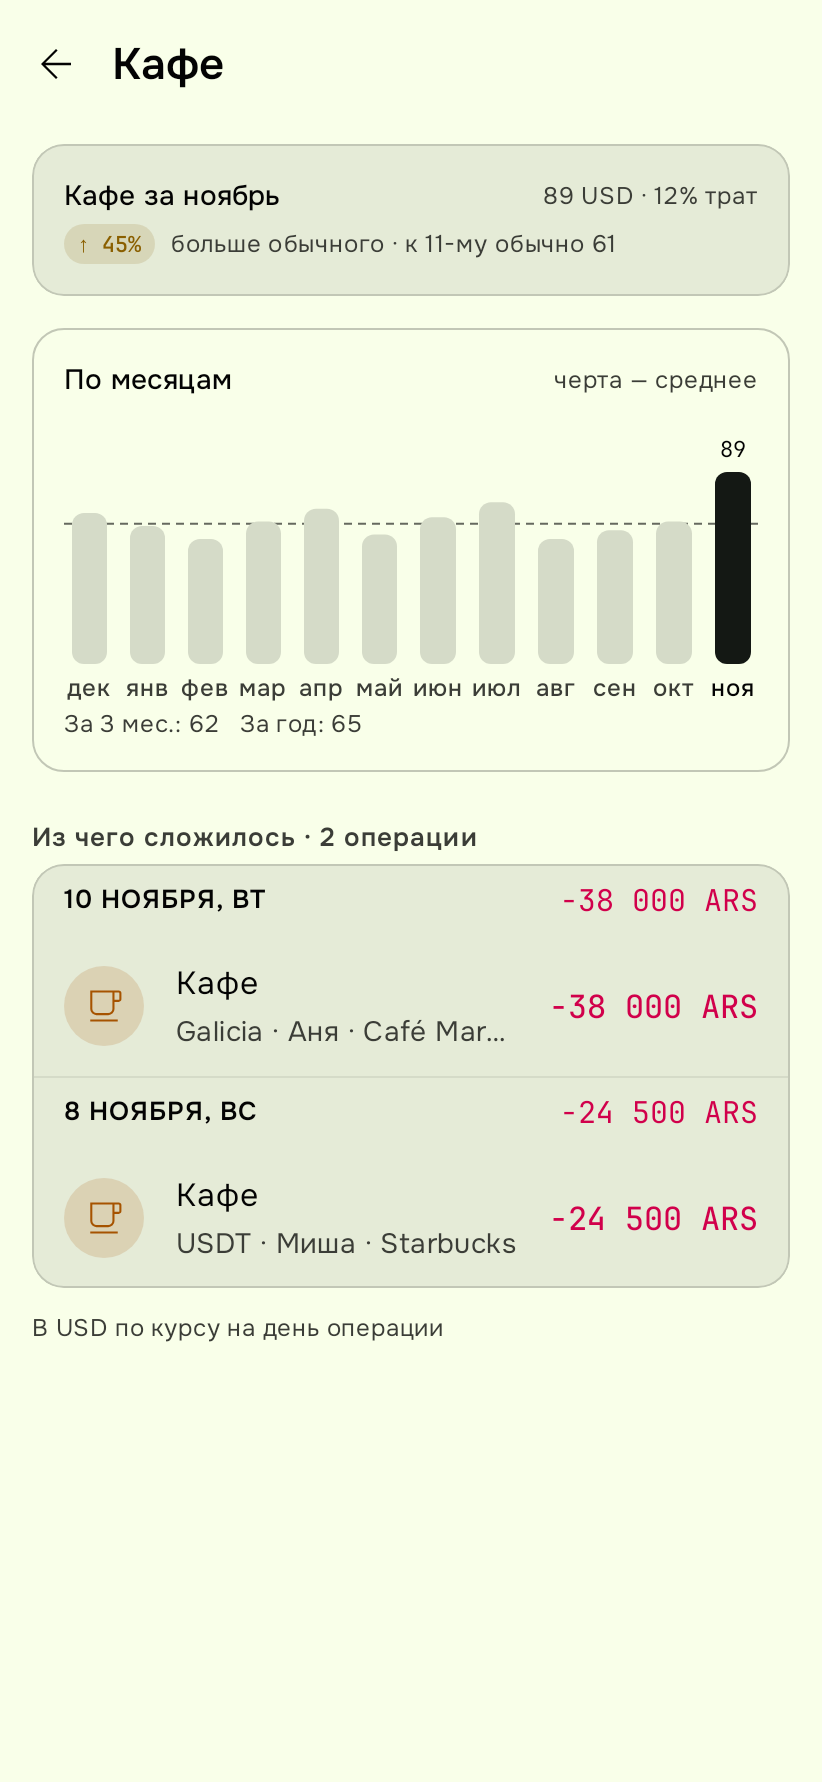 Кафе
Кафе за ноябрь 89 USD · 12% трат
↑ 45% больше обычного · к 11-му обычно 61
По месяцам черта — среднее
89
дек янв фев мар апр май июн июл авг сен окт ноя
За 3 мес.: 62 За год: 65
Из чего сложилось · 2 операции
10 НОЯБРЯ, ВТ -38 000 ARS
Кафе
Galicia · Аня · Café Mar... -38 000 ARS
8 НОЯБРЯ, ВС -24 500 ARS
Кафе
USDT · Миша · Starbucks -24 500 ARS
В USD по курсу на день операции